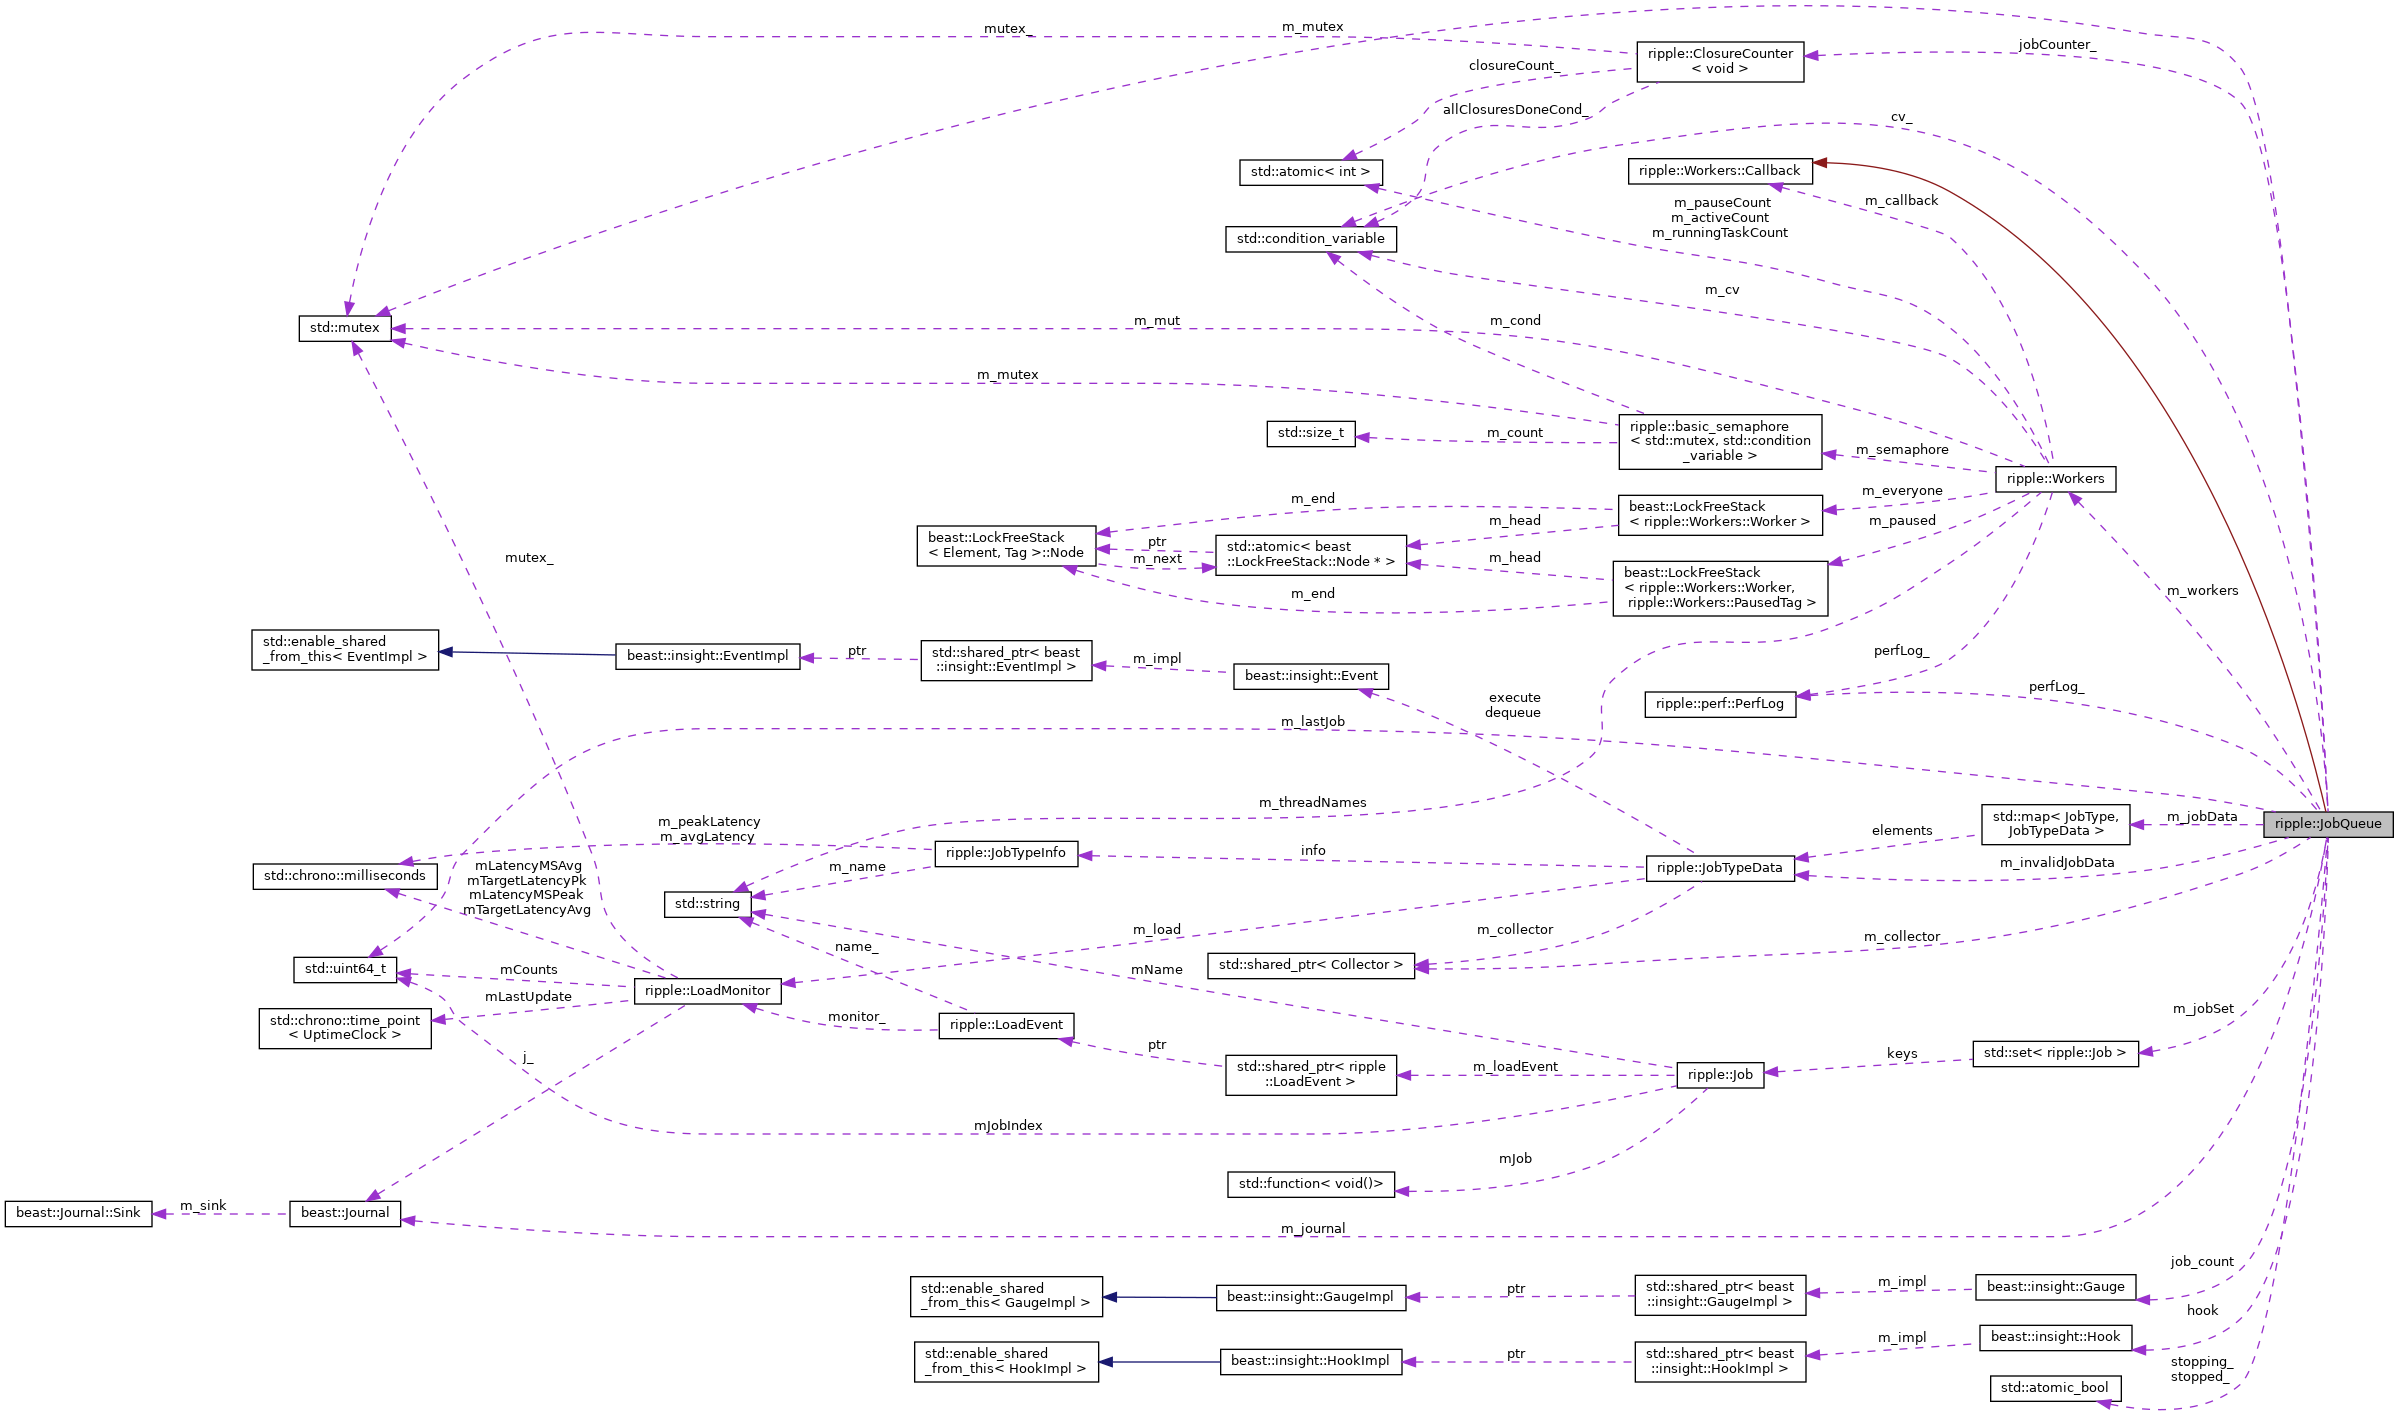 mutex_
m_mutex
jobCounter_
ripple::ClosureCounter
< void >
closureCount_
allClosuresDoneCond_
cv_
std::atomic< int >
ripple::Workers::Callback
m_callback
m_pauseCount
m_activeCount
m_runningTaskCount
std::condition_variable
m_cv
std::mutex
m_mut
m_cond
m_mutex
std::size_t
m_count
ripple::basic_semaphore
< std::mutex, std::condition
_variable >
m_semaphore
ripple::Workers
m_everyone
m_end
beast::LockFreeStack
< ripple::Workers::Worker >
m_head
m_paused
beast::LockFreeStack
< Element, Tag >::Node
ptr
m_next
std::atomic< beast
::LockFreeStack::Node * >
m_head
mutex_
beast::LockFreeStack
< ripple::Workers::Worker,
ripple::Workers::PausedTag >
m_end
m_workers
std::enable_shared
_from_this< EventImpl >
beast::insight::EventImpl
ptr
std::shared_ptr< beast
::insight::EventImpl >
m_impl
beast::insight::Event
perfLog_
perfLog_
execute
dequeue
ripple::perf::PerfLog
m_lastJob
m_threadNames
m_peakLatency
m_avgLatency
std::map< JobType,
JobTypeData >
m_jobData
ripple::JobQueue
elements
info
ripple::JobTypeInfo
m_name
ripple::JobTypeData
m_invalidJobData
std::chrono::milliseconds
mLatencyMSAvg
mTargetLatencyPk
mLatencyMSPeak
mTargetLatencyAvg
std::string
m_load
m_collector
m_collector
name_
std::uint64_t
mCounts
mName
std::shared_ptr< Collector >
ripple::LoadMonitor
mLastUpdate
m_jobSet
std::chrono::time_point
< UptimeClock >
monitor_
ripple::LoadEvent
ptr
j_
std::shared_ptr< ripple
::LoadEvent >
m_loadEvent
ripple::Job
keys
std::set< ripple::Job >
mJobIndex
mJob
std::function< void()>
beast::Journal::Sink
m_sink
beast::Journal
m_journal
job_count
std::enable_shared
_from_this< GaugeImpl >
beast::insight::GaugeImpl
ptr
std::shared_ptr< beast
::insight::GaugeImpl >
m_impl
beast::insight::Gauge
hook
std::enable_shared
_from_this< HookImpl >
beast::insight::HookImpl
ptr
std::shared_ptr< beast
::insight::HookImpl >
m_impl
beast::insight::Hook
stopping_
stopped_
std::atomic_bool